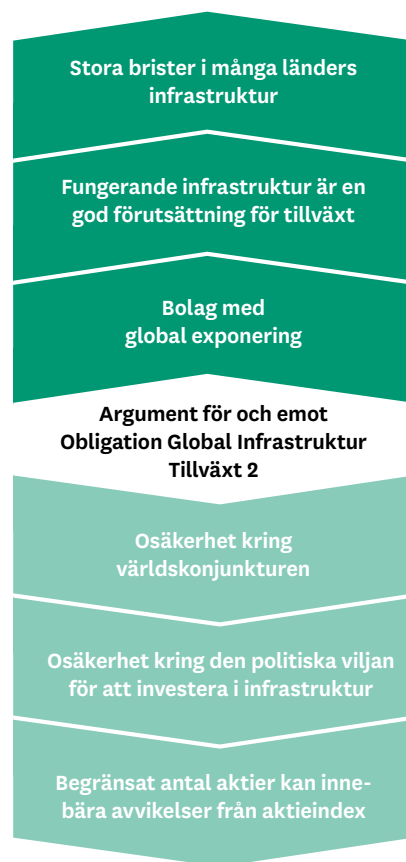 Stora brister i många länders
infrastruktur
Fungerande infrastruktur är en
god förutsättning för tillväxt
Bolag med
global exponering
Argument för och emot
Obligation Global Infrastruktur
Tillväxt 2
Osäkerhet kring
världskonjunkturen
Osäkerhet kring den politiska viljan
för att investera i infrastruktur
Begränsat antal aktier kan inne-
bära avvikelser från aktieindex